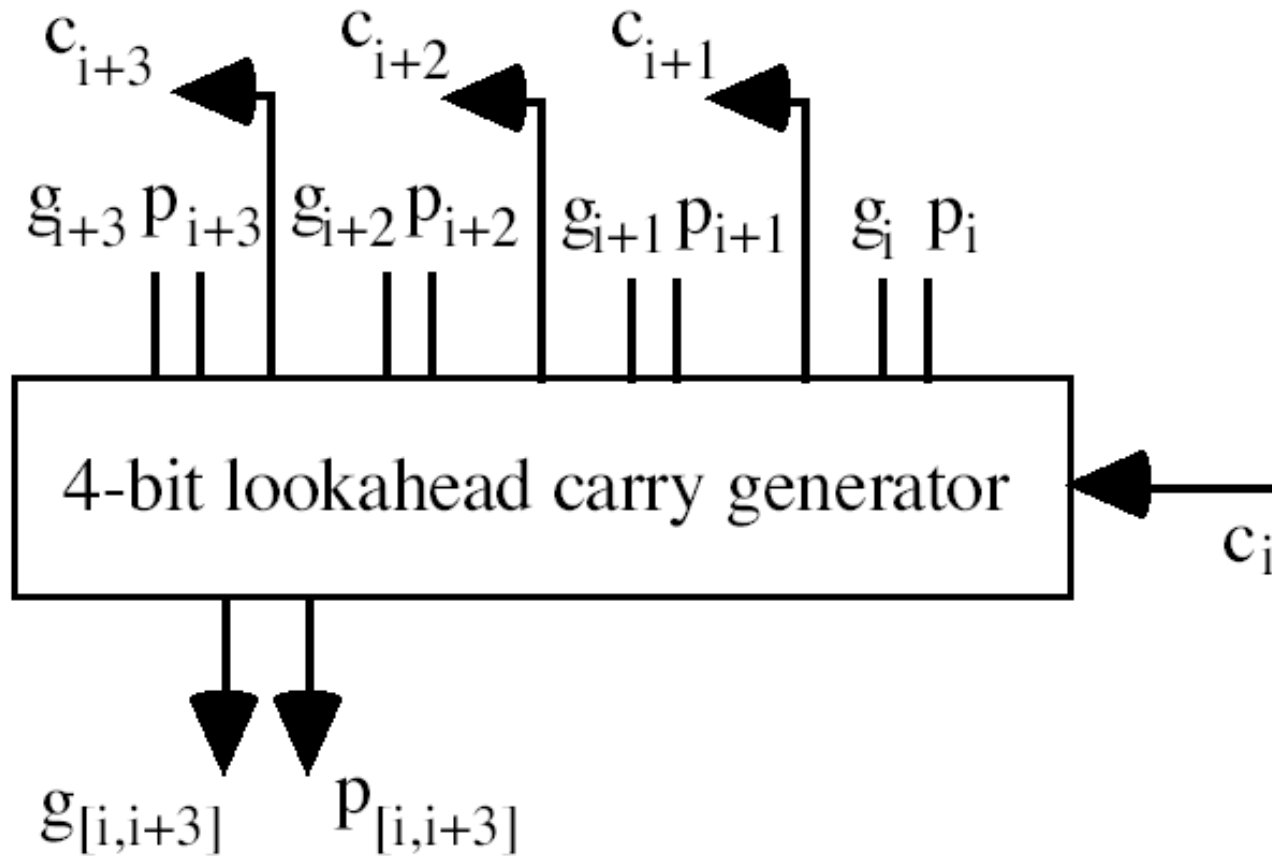 c_{i+3} c_{i+2} c_{i+1}
g_{i+3} p_{i+3} g_{i+2} p_{i+2} g_{i+1} p_{i+1} g_i p_i
4-bit lookahead carry generator
c_i
g_{[i,i+3]} p_{[i,i+3]}